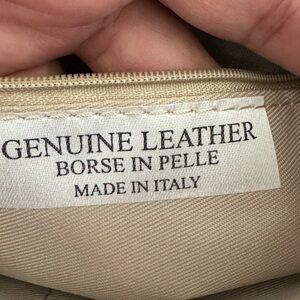 GENUINE LEATHER
BORSE IN PELLE
MADE IN ITALY